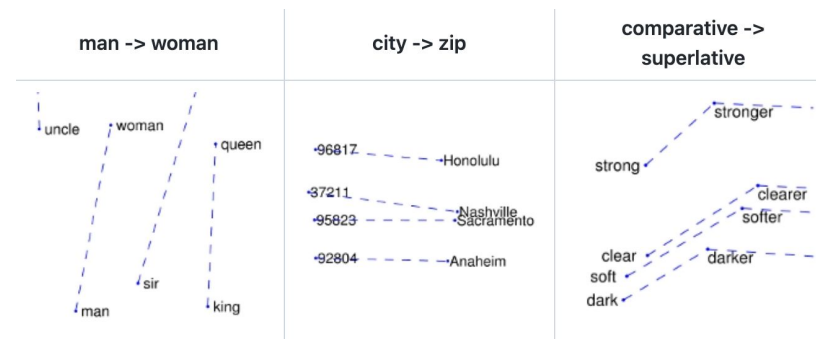 man -> woman
city -> zip
comparative ->
superlative
uncle
woman
queen
sir
man
king
96817
Honolulu
37211
Nashville
95823
Sacramento
92804
Anaheim
stronger
strong
clearer
softer
clear
darker
soft
dark